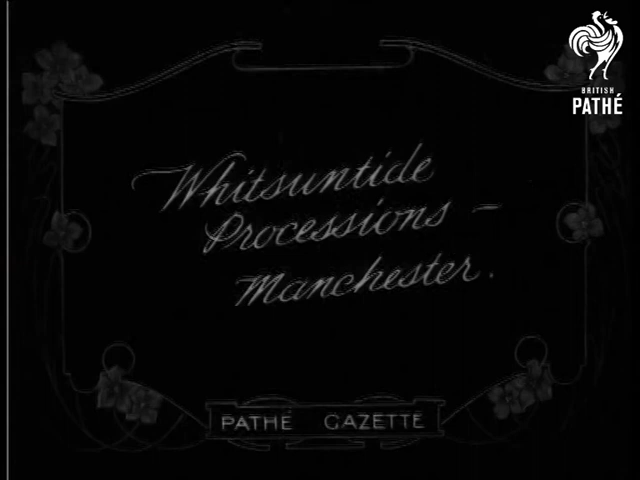 BRITISH
PATHÉ
Whitsuntide
Processions –
Manchester.
PATHÉ GAZETTE